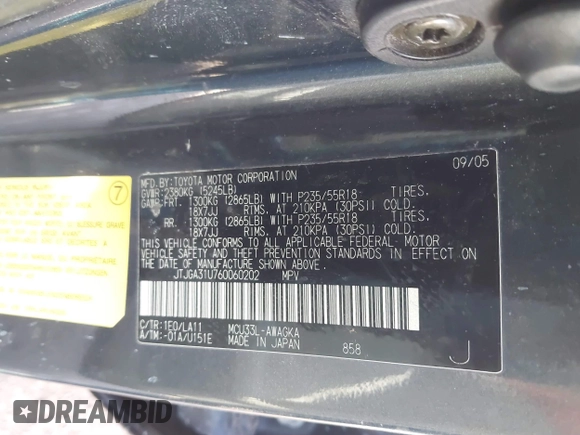 MFD.BY:TOYOTA MOTOR CORPORATION 09/05
GVWR:2380KG (5245LB)
GAWR:FRT. 1300KG (2865LB) WITH P235/55R18 TIRES.
18X7JJ RIMS. AT 210KPA (30PSI) COLD.
RR. 1300KG (2865LB) WITH P235/55R18 TIRES.
18X7JJ RIMS. AT 210KPA (30PSI) COLD.
THIS VEHICLE CONFORMS TO ALL APPLICABLE FEDERAL MOTOR
VEHICLE SAFETY AND THEFT PREVENTION STANDARDS IN EFFECT
ON THE DATE OF MANUFACTURE SHOWN ABOVE.
JTJGA31U760060202 MPV
C/TR:1E0/LA11 MCU33L-AWAGKA
A/TM:-01A/U151E MADE IN JAPAN 858 J
7
DREAMBID